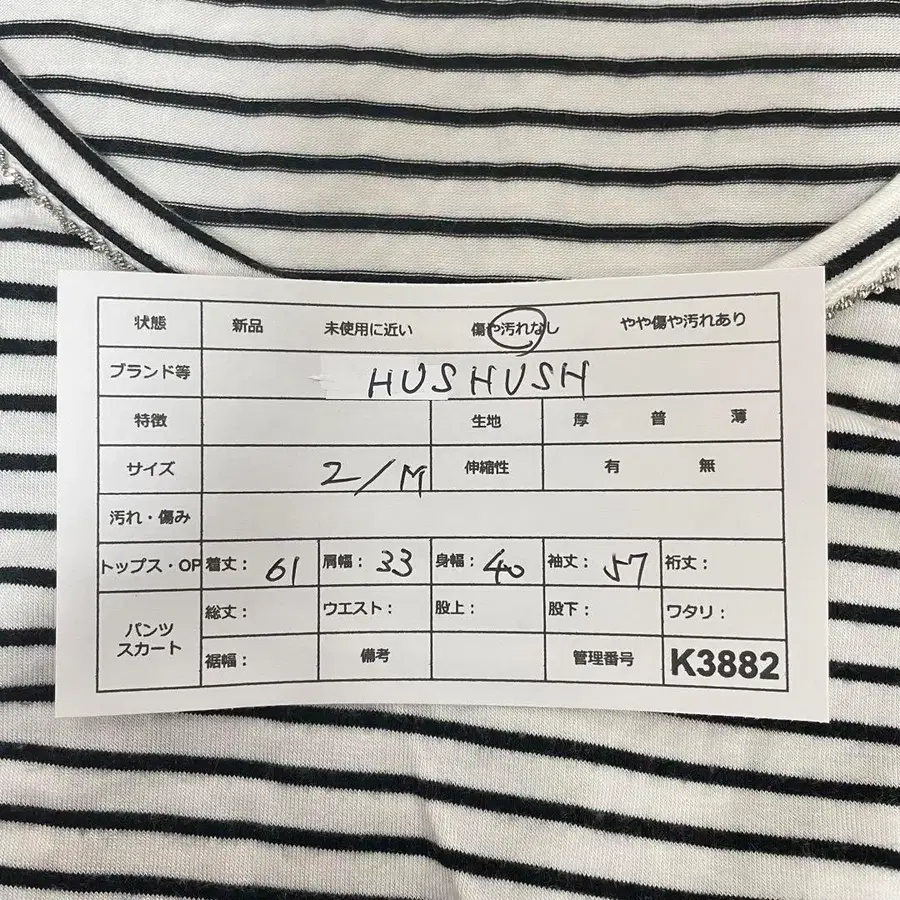 状態 新品 未使用に近い 傷や汚れなし やや傷や汚れあり
ブランド等 HUSHUSH
特徴 生地 厚 普 薄
サイズ 2/M 伸縮性 有 無
汚れ・傷み
トップス・OP 着丈: 61 肩幅: 33 身幅: 40 袖丈: 57 裄丈:
パンツ スカート 総丈: ウエスト: 股上: 股下: ワタリ:
裾幅: 備考 管理番号 K3882